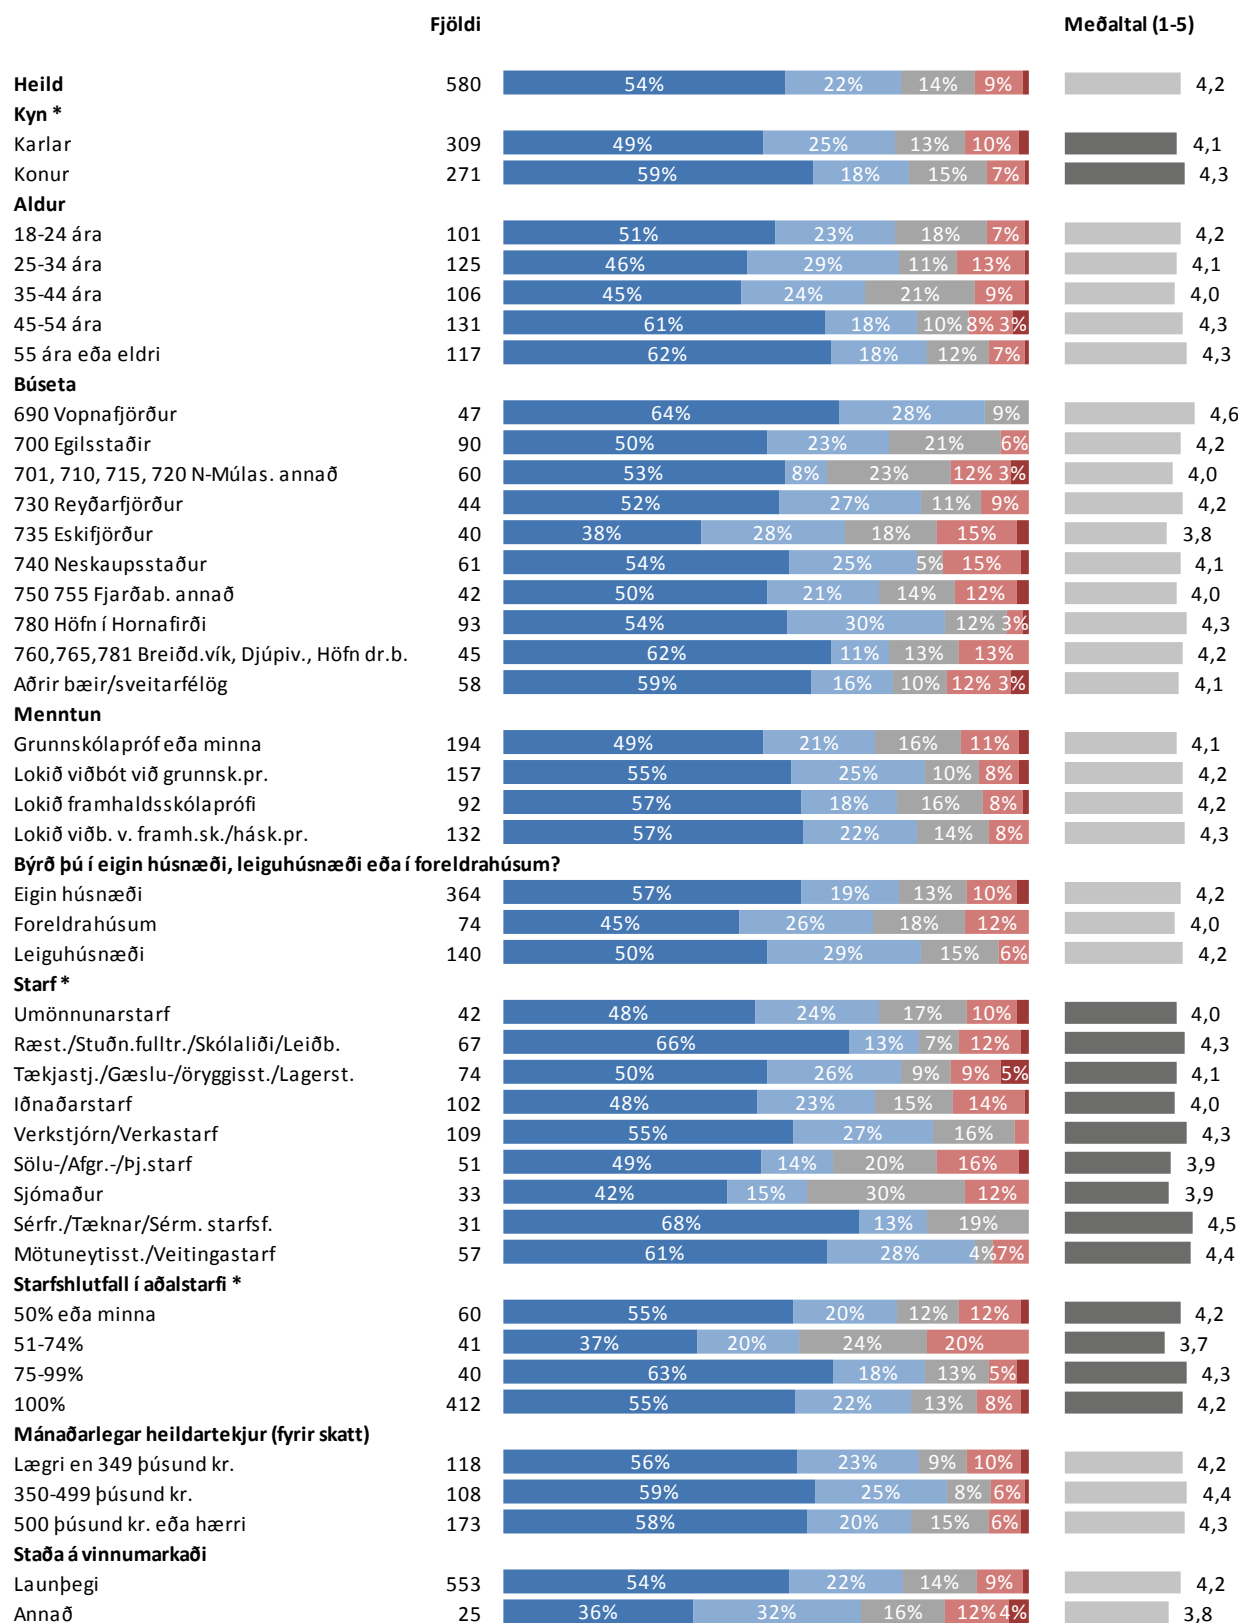 Fjöldi Meðaltal (1-5)
Heild 580 54% 22% 14% 9% 4,2
Kyn *
Karlar 309 49% 25% 13% 10% 4,1
Konur 271 59% 18% 15% 7% 4,3
Aldur
18-24 ára 101 51% 23% 18% 7% 4,2
25-34 ára 125 46% 29% 11% 13% 4,1
35-44 ára 106 45% 24% 21% 9% 4,0
45-54 ára 131 61% 18% 10% 8% 3% 4,3
55 ára eða eldri 117 62% 18% 12% 7% 4,3
Búseta
690 Vopnafjörður 47 64% 28% 9% 4,6
700 Egilsstaðir 90 50% 23% 21% 6% 4,2
701, 710, 715, 720 N-Múlas. annað 60 53% 8% 23% 12% 3% 4,0
730 Reyðarfjörður 44 52% 27% 11% 9% 4,2
735 Eskifjörður 40 38% 28% 18% 15% 3,8
740 Neskaupsstaður 61 54% 25% 5% 15% 4,1
750 755 Fjarðab. annað 42 50% 21% 14% 12% 4,0
780 Höfn í Hornafirði 93 54% 30% 12% 3% 4,3
760,765,781 Breiðd.vík, Djúpiv., Höfn dr.b. 45 62% 11% 13% 13% 4,2
Aðrir bæir/sveitarfélög 58 59% 16% 10% 12% 3% 4,1
Menntun
Grunnskólapróf eða minna 194 49% 21% 16% 11% 4,1
Lokið viðbót við grunnsk.pr. 157 55% 25% 10% 8% 4,2
Lokið framhaldsskólaprófi 92 57% 18% 16% 8% 4,2
Lokið viðb. v. framh.sk./hásk.pr. 132 57% 22% 14% 8% 4,3
Býrð þú í eigin húsnæði, leiguhúsnæði eða í foreldrahúsum?
Eigin húsnæði 364 57% 19% 13% 10% 4,2
Foreldrahúsum 74 45% 26% 18% 12% 4,0
Leiguhúsnæði 140 50% 29% 15% 6% 4,2
Starf *
Umönnunarstarf 42 48% 24% 17% 10% 4,0
Ræst./Stuðn.fulltr./Skólaliði/Leiðb. 67 66% 13% 7% 12% 4,3
Tækjastj./Gæslu-/öryggisst./Lagerst. 74 50% 26% 9% 9% 5% 4,1
Iðnaðarstarf 102 48% 23% 15% 14% 4,0
Verkstjórn/Verkastarf 109 55% 27% 16% 4,3
Sölu-/Afgr.-/Þj.starf 51 49% 14% 20% 16% 3,9
Sjómaður 33 42% 15% 30% 12% 3,9
Sérfr./Tæknar/Sérm. starfsf. 31 68% 13% 19% 4,5
Mötuneytisst./Veitingastarf 57 61% 28% 4% 7% 4,4
Starfshlutfall í aðalstarfi *
50% eða minna 60 55% 20% 12% 12% 4,2
51-74% 41 37% 20% 24% 20% 3,7
75-99% 40 63% 18% 13% 5% 4,3
100% 412 55% 22% 13% 8% 4,2
Mánaðarlegar heildartekjur (fyrir skatt)
Lægri en 349 þúsund kr. 118 56% 23% 9% 10% 4,2
350-499 þúsund kr. 108 59% 25% 8% 6% 4,4
500 þúsund kr. eða hærri 173 58% 20% 15% 6% 4,3
Staða á vinnumarkaði
Launþegi 553 54% 22% 14% 9% 4,2
Annað 25 36% 32% 16% 12% 4% 3,8